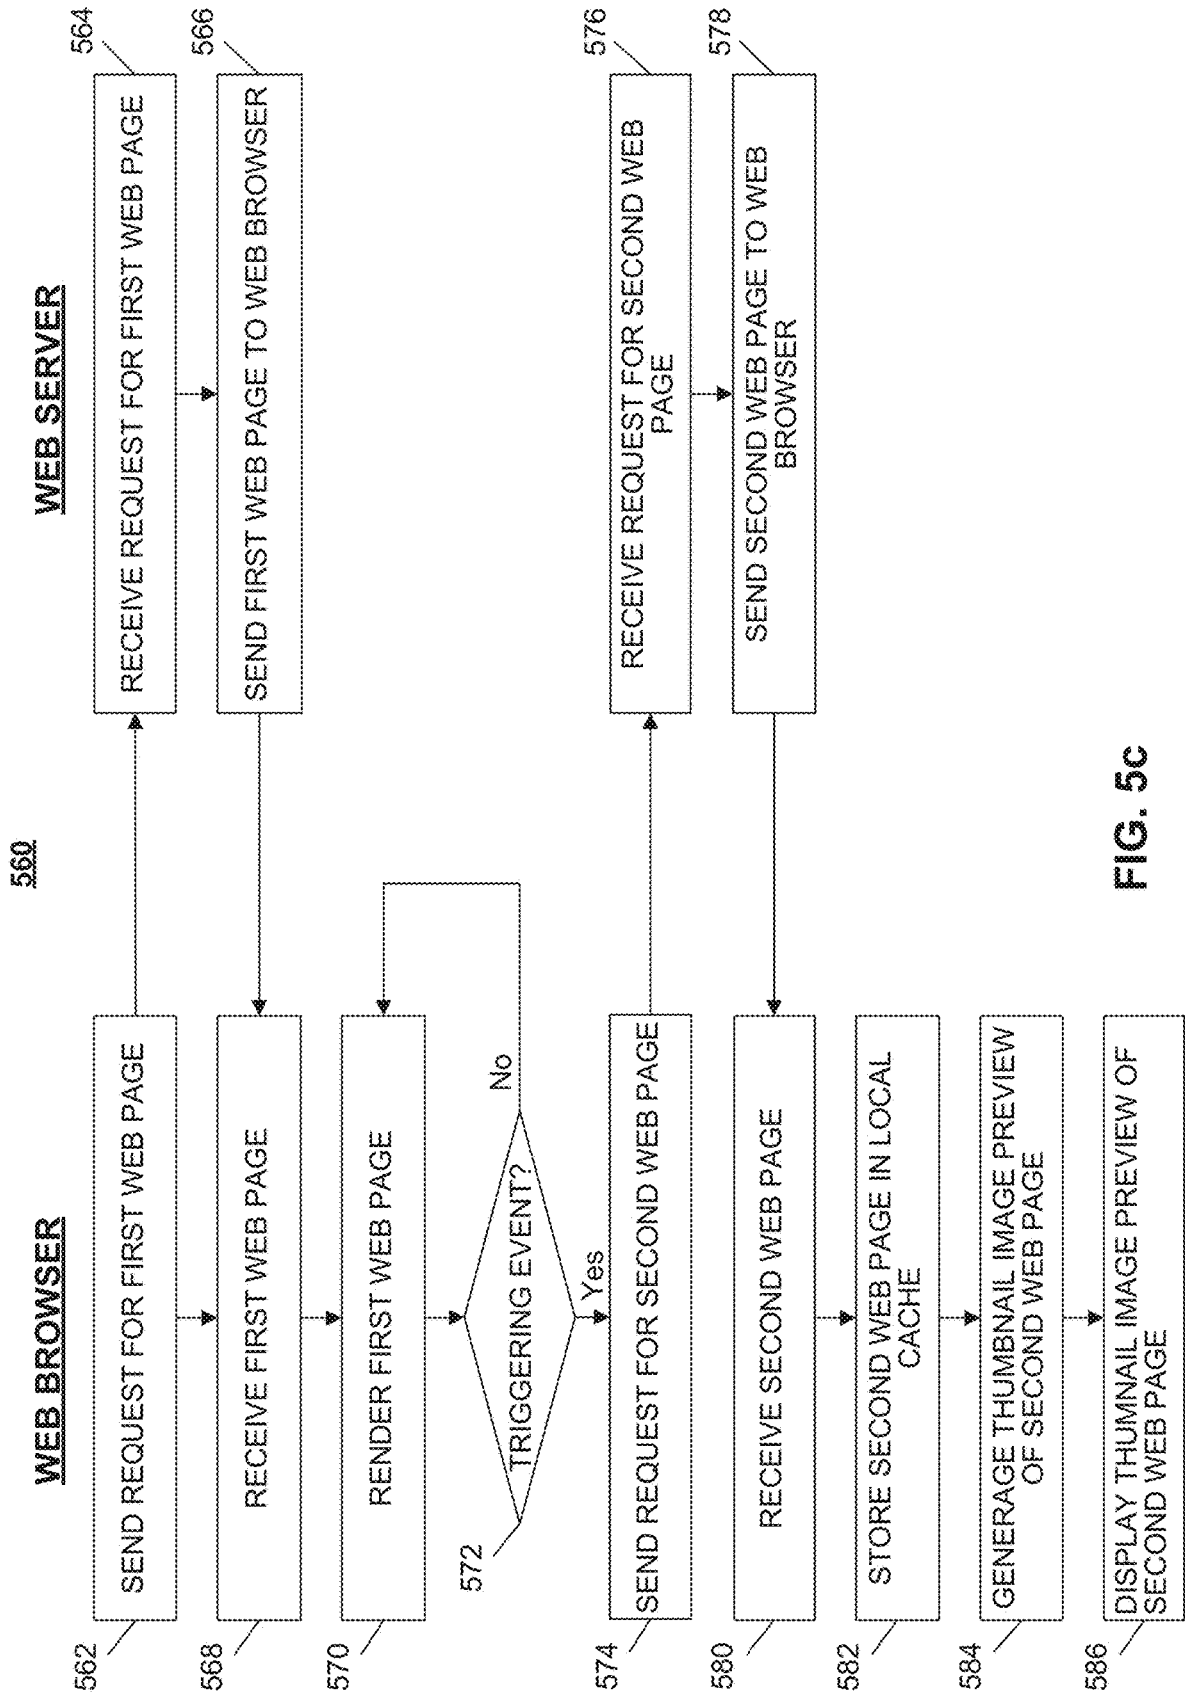 560
WEB BROWSER
WEB SERVER
562
SEND REQUEST FOR FIRST WEB PAGE
RECEIVE REQUEST FOR FIRST WEB PAGE
564
568
RECEIVE FIRST WEB PAGE
SEND FIRST WEB PAGE TO WEB BROWSER
566
570
RENDER FIRST WEB PAGE
572
TRIGGERING EVENT?
No
Yes
574
SEND REQUEST FOR SECOND WEB PAGE
RECEIVE REQUEST FOR SECOND WEB
PAGE
576
580
RECEIVE SECOND WEB PAGE
SEND SECOND WEB PAGE TO WEB
BROWSER
578
582
STORE SECOND WEB PAGE IN LOCAL
CACHE
584
GENERAGE THUMBNAIL IMAGE PREVIEW
OF SECOND WEB PAGE
586
DISPLAY THUMNAIL IMAGE PREVIEW OF
SECOND WEB PAGE
FIG. 5c